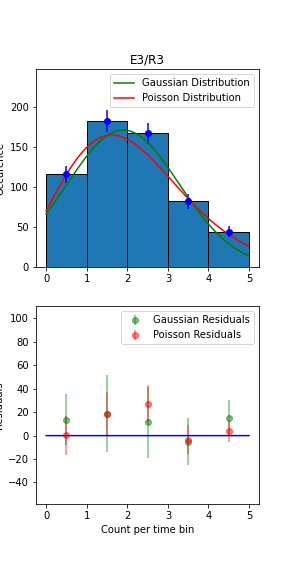 E3/R3
Gaussian Distribution
Poisson Distribution
200
150
100
50
0
0 1 2 3 4 5
Gaussian Residuals
Poisson Residuals
100
80
60
40
20
0
−20
−40
0 1 2 3 4 5
Count per time bin